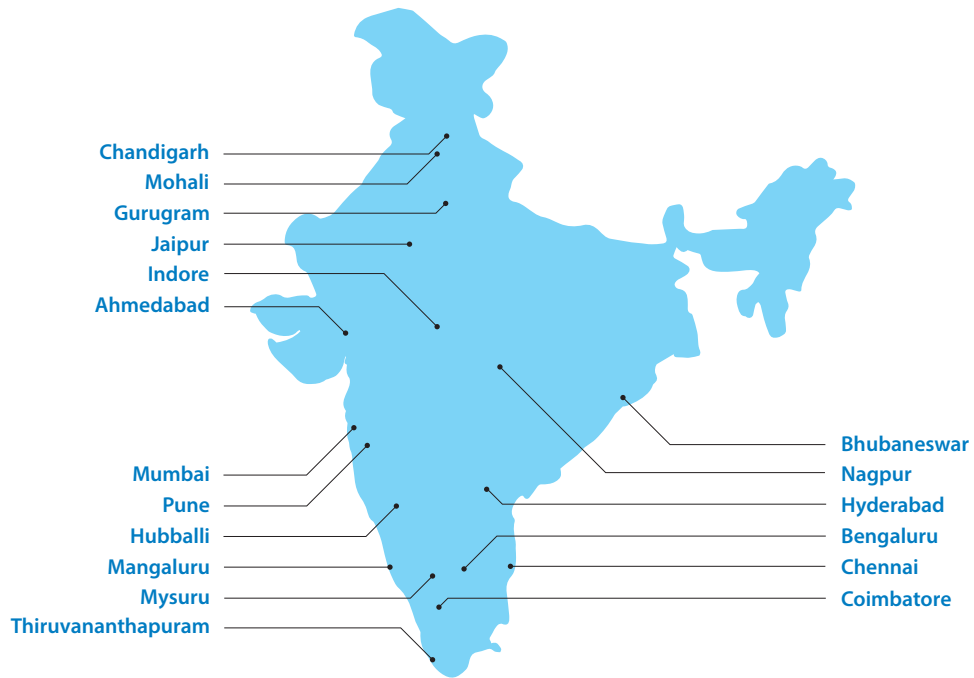 Chandigarh
Mohali
Gurugram
Jaipur
Indore
Ahmedabad
Mumbai
Pune
Hubballi
Mangaluru
Mysuru
Thiruvananthapuram
Bhubaneswar
Nagpur
Hyderabad
Bengaluru
Chennai
Coimbatore